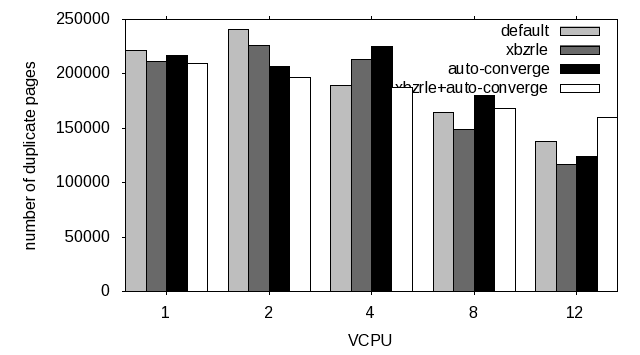 250000
200000
150000
100000
50000
0
number of duplicate pages
default
xbzrle
auto-converge
xbzrle+auto-converge
1 2 4 8 12
VCPU